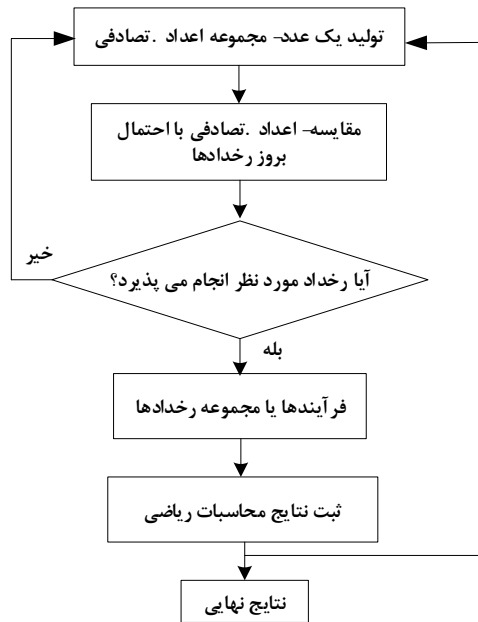 تولید یک عدد- مجموعه اعداد .تصادفی
مقایسه- اعداد .تصادفی با احتمال
بروز رخدادها
خیر
آیا رخداد مورد نظر انجام می پذیرد؟
بله
فرآیندها یا مجموعه رخدادها
ثبت نتایج محاسبات ریاضی
نتایج نهایی